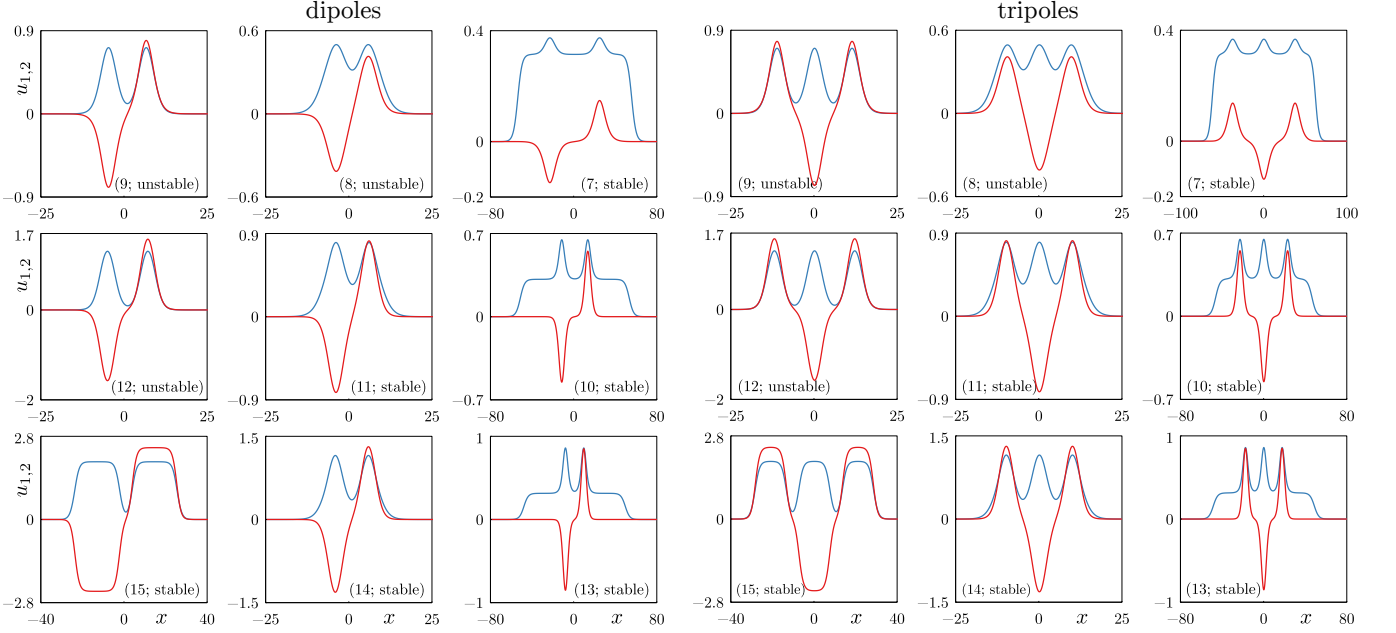 dipoles
tripoles
0.9 0.6 0.4 0.9 0.6 0.4
u1,2
0.2 0.2
0 0 0 0 0 0
(9; unstable) (8; unstable) (7; stable) (9; unstable) (8; unstable) (7; stable)
−0.9 −0.6 −0.2 −0.9 −0.6 −0.2
−25 0 25 −25 0 25 −80 0 80 −25 0 25 −25 0 25 −100 0 100
1.7 0.9 0.7 1.7 0.9 0.7
u1,2
0 0 0 0 0 0
(12; unstable) (11; stable) (10; stable) (12; unstable) (11; stable) (10; stable)
−2 −0.9 −0.7 −2 −0.9 −0.7
−25 0 25 −25 0 25 −80 0 80 −25 0 25 −25 0 25 −80 0 80
2.8 1.5 1 2.8 1.5 1
u1,2
0 0 0 0 0 0
(15; stable) (14; stable) (13; stable) (15; stable) (14; stable) (13; stable)
−2.8 −1.5 −1 −2.8 −1.5 −1
−40 0 x 40 −25 0 x 25 −80 0 x 80 −40 0 x 40 −25 0 x 25 −80 0 x 80